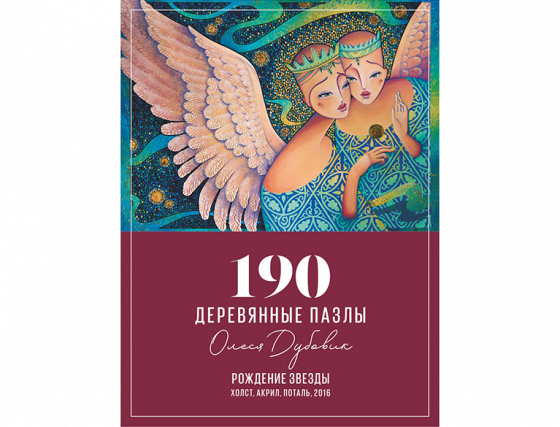 190
ДЕРЕВЯННЫЕ ПАЗЛЫ
Олеся Дубовик
РОЖДЕНИЕ ЗВЕЗДЫ
ХОЛСТ, АКРИЛ, ПОТАЛЬ, 2016